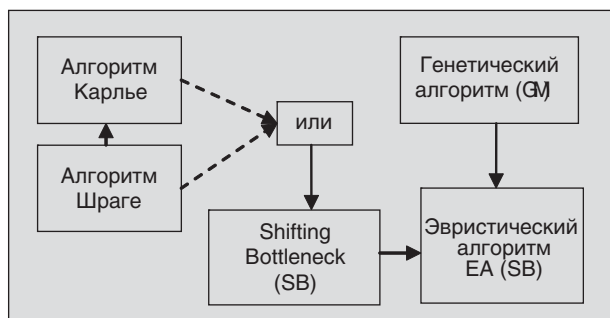 Алгоритм
Карлье
Алгоритм
Шраге
или
Генетический
алгоритм (GM)
Shifting
Bottleneck
(SB)
Эвристический
алгоритм
EA (SB)